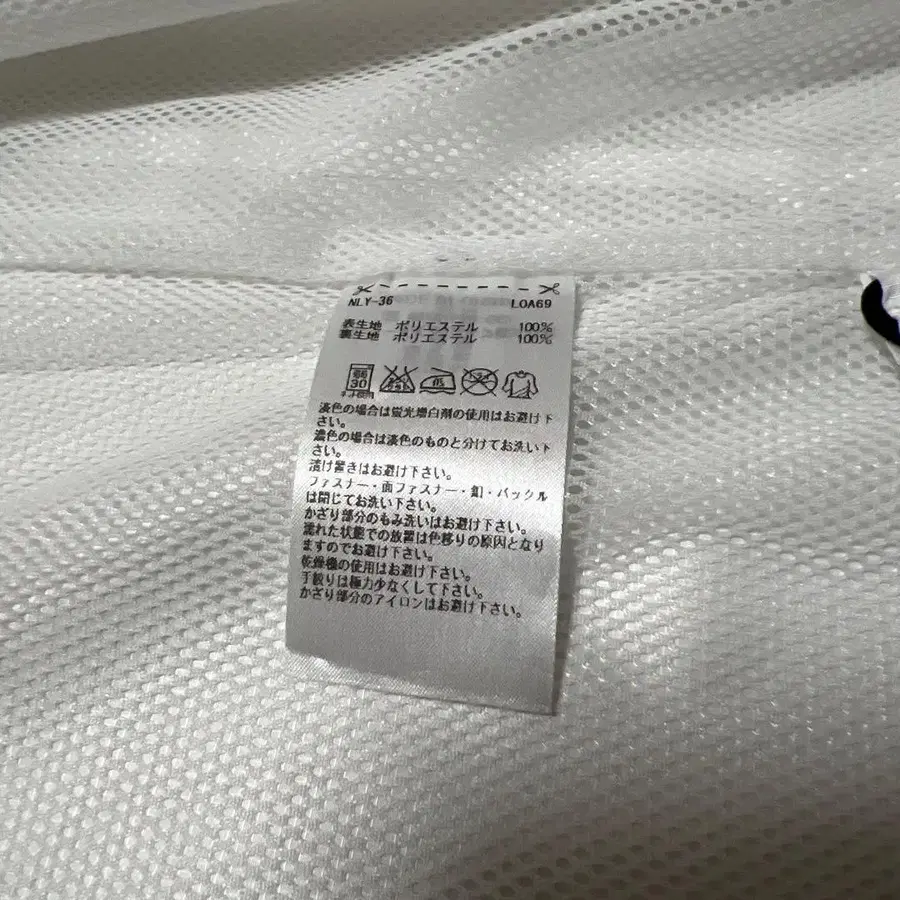 NLY-36 LOA69
表生地 ポリエステル 100%
裏生地 ポリエステル 100%
弱 30
ネット使用
淡色の場合は蛍光増白剤の使用はお避け下
さい。
濃色の場合は淡色のものと分けてお洗い下
さい。
漬け置きはお避け下さい。
ファスナー・面ファスナー・釦・バックル
は閉じてお洗い下さい。
かざり部分のもみ洗いはお避け下さい。
濡れた状態での放置は色移りの原因となり
ますのでお避け下さい。
乾燥機の使用はお避け下さい。
手絞りは極力少なくして下さい。
かざり部分のアイロンはお避け下さい。